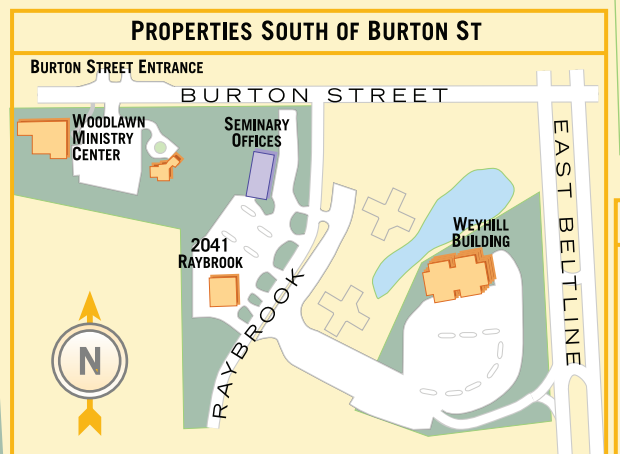 PROPERTIES SOUTH OF BURTON ST
BURTON STREET ENTRANCE
BURTON STREET
WOODLAWN
MINISTRY
CENTER
SEMINARY
OFFICES
EAST BELTLINE
WEYHILL
BUILDING
2041
RAYBROOK
RAYBROOK
N